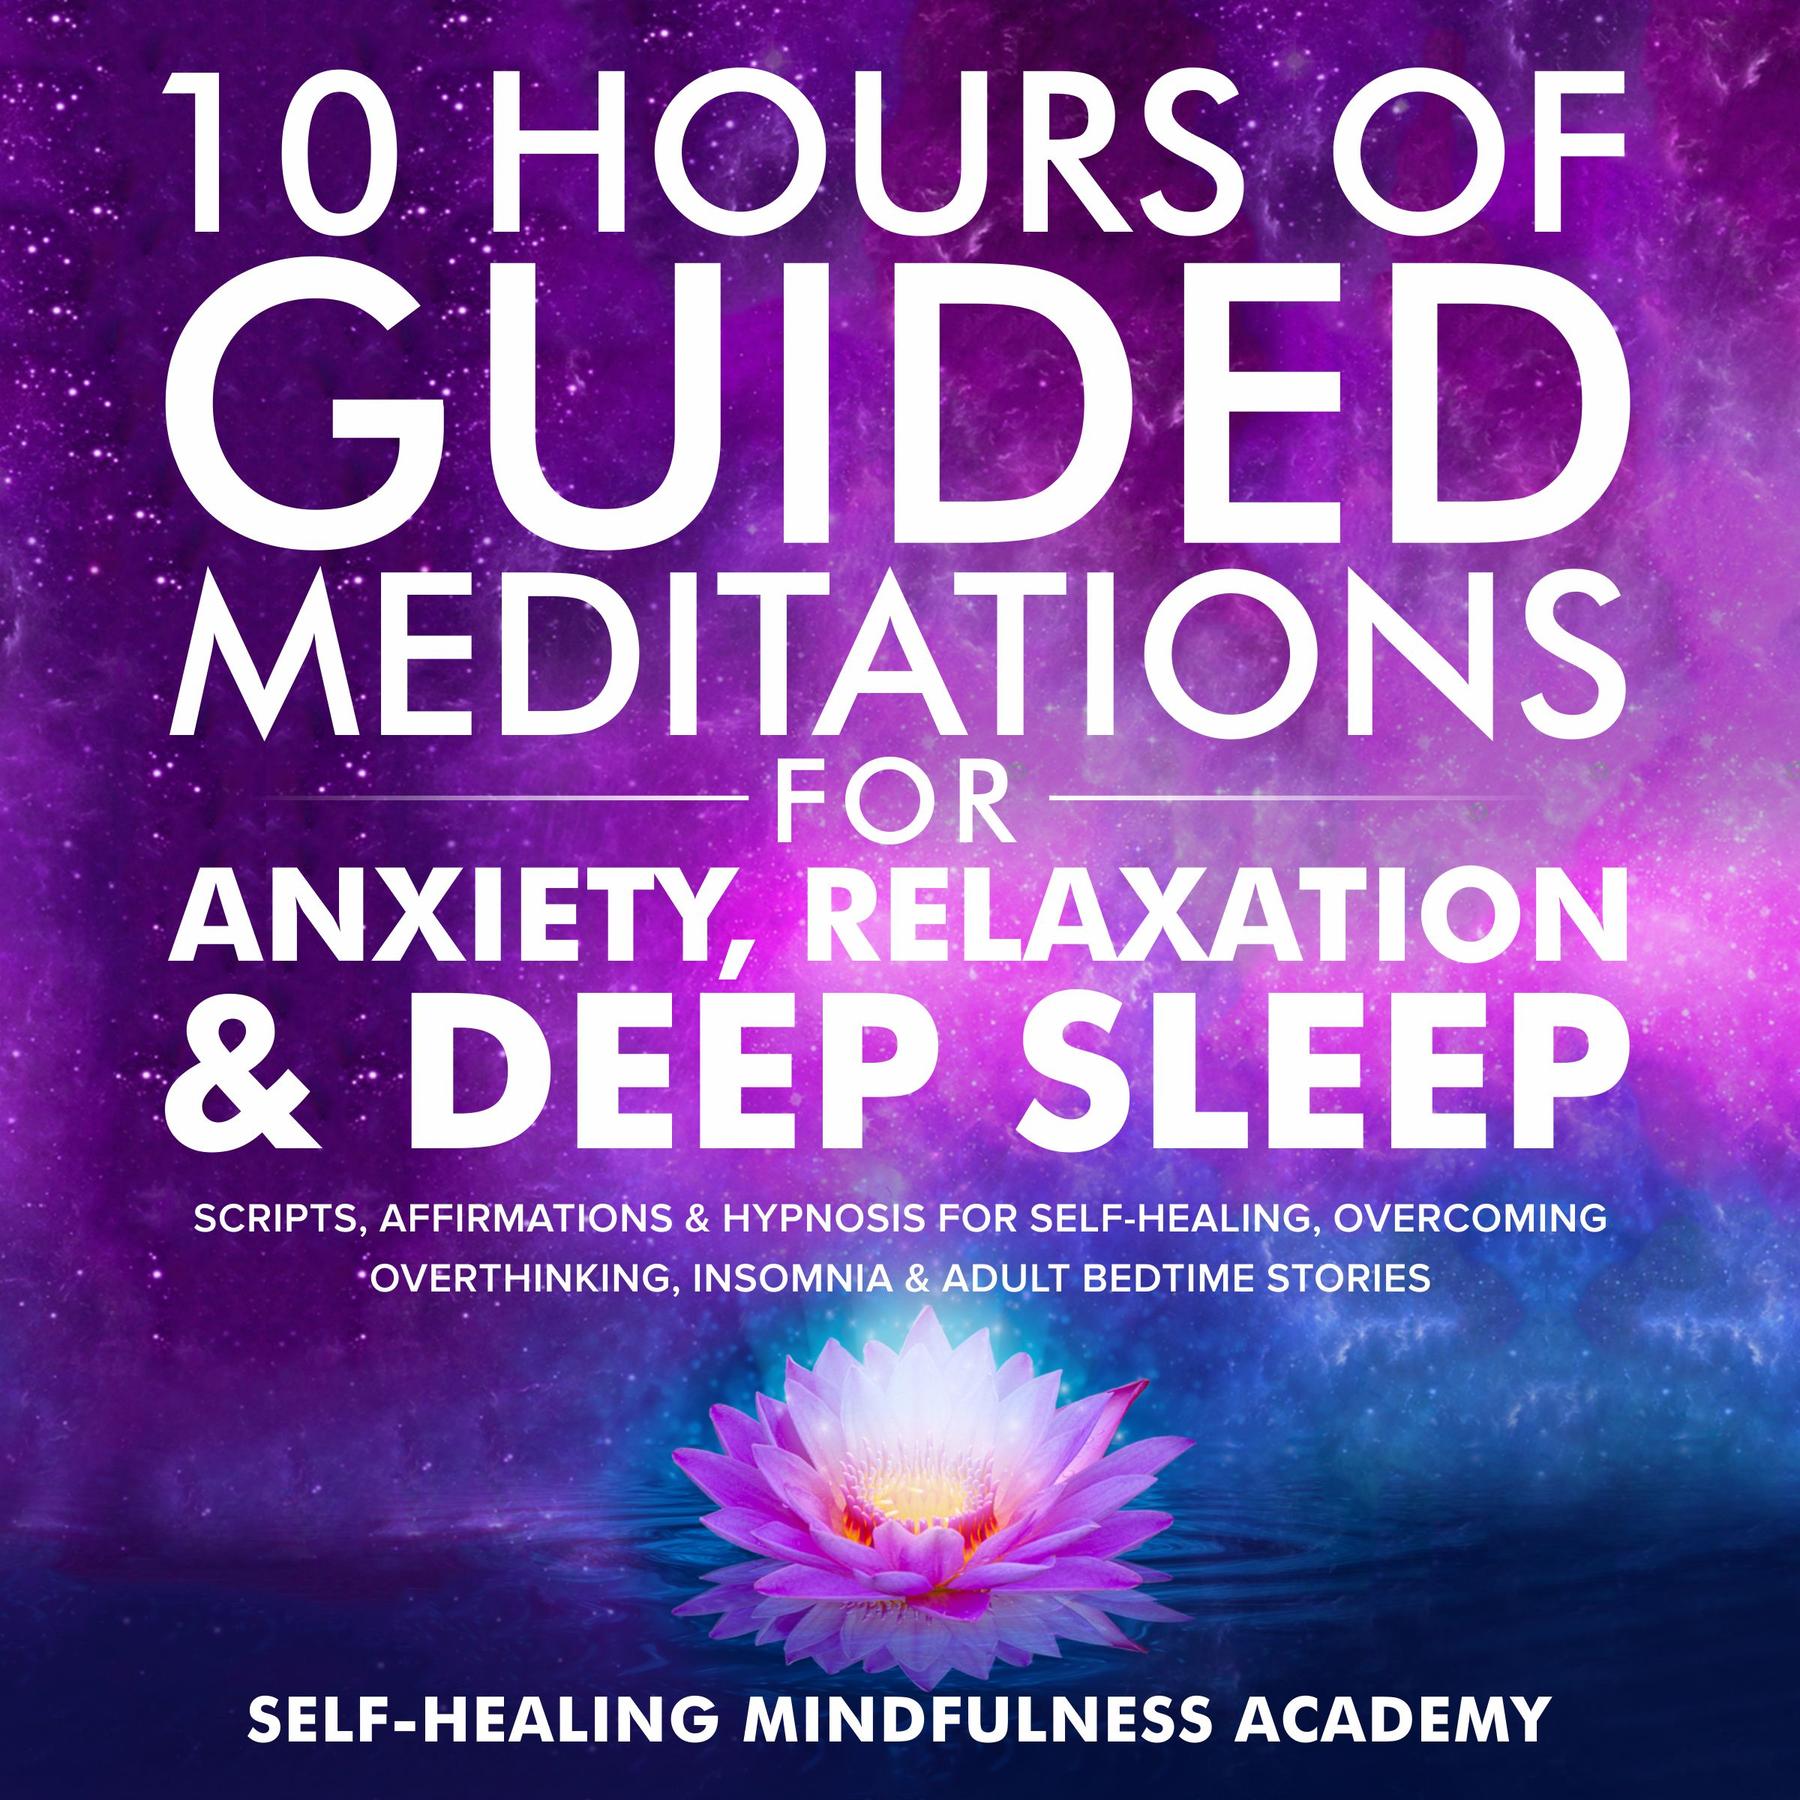 10 HOURS OF
GUIDED
MEDITATIONS
FOR
ANXIETY, RELAXATION
& DEEP SLEEP
SCRIPTS, AFFIRMATIONS & HYPNOSIS FOR SELF-HEALING, OVERCOMING
OVERTHINKING, INSOMNIA & ADULT BEDTIME STORIES
SELF-HEALING MINDFULNESS ACADEMY